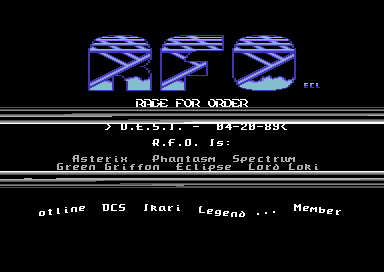 RFO
ECL
RAGE FOR ORDER
> D.E.S.I. - 04-20-89<
R.f.O. Is:
Asterix Phantasm Spectrum
Green Griffon Eclipse Lord Loki
otline DCS Ikari Legend ... Member